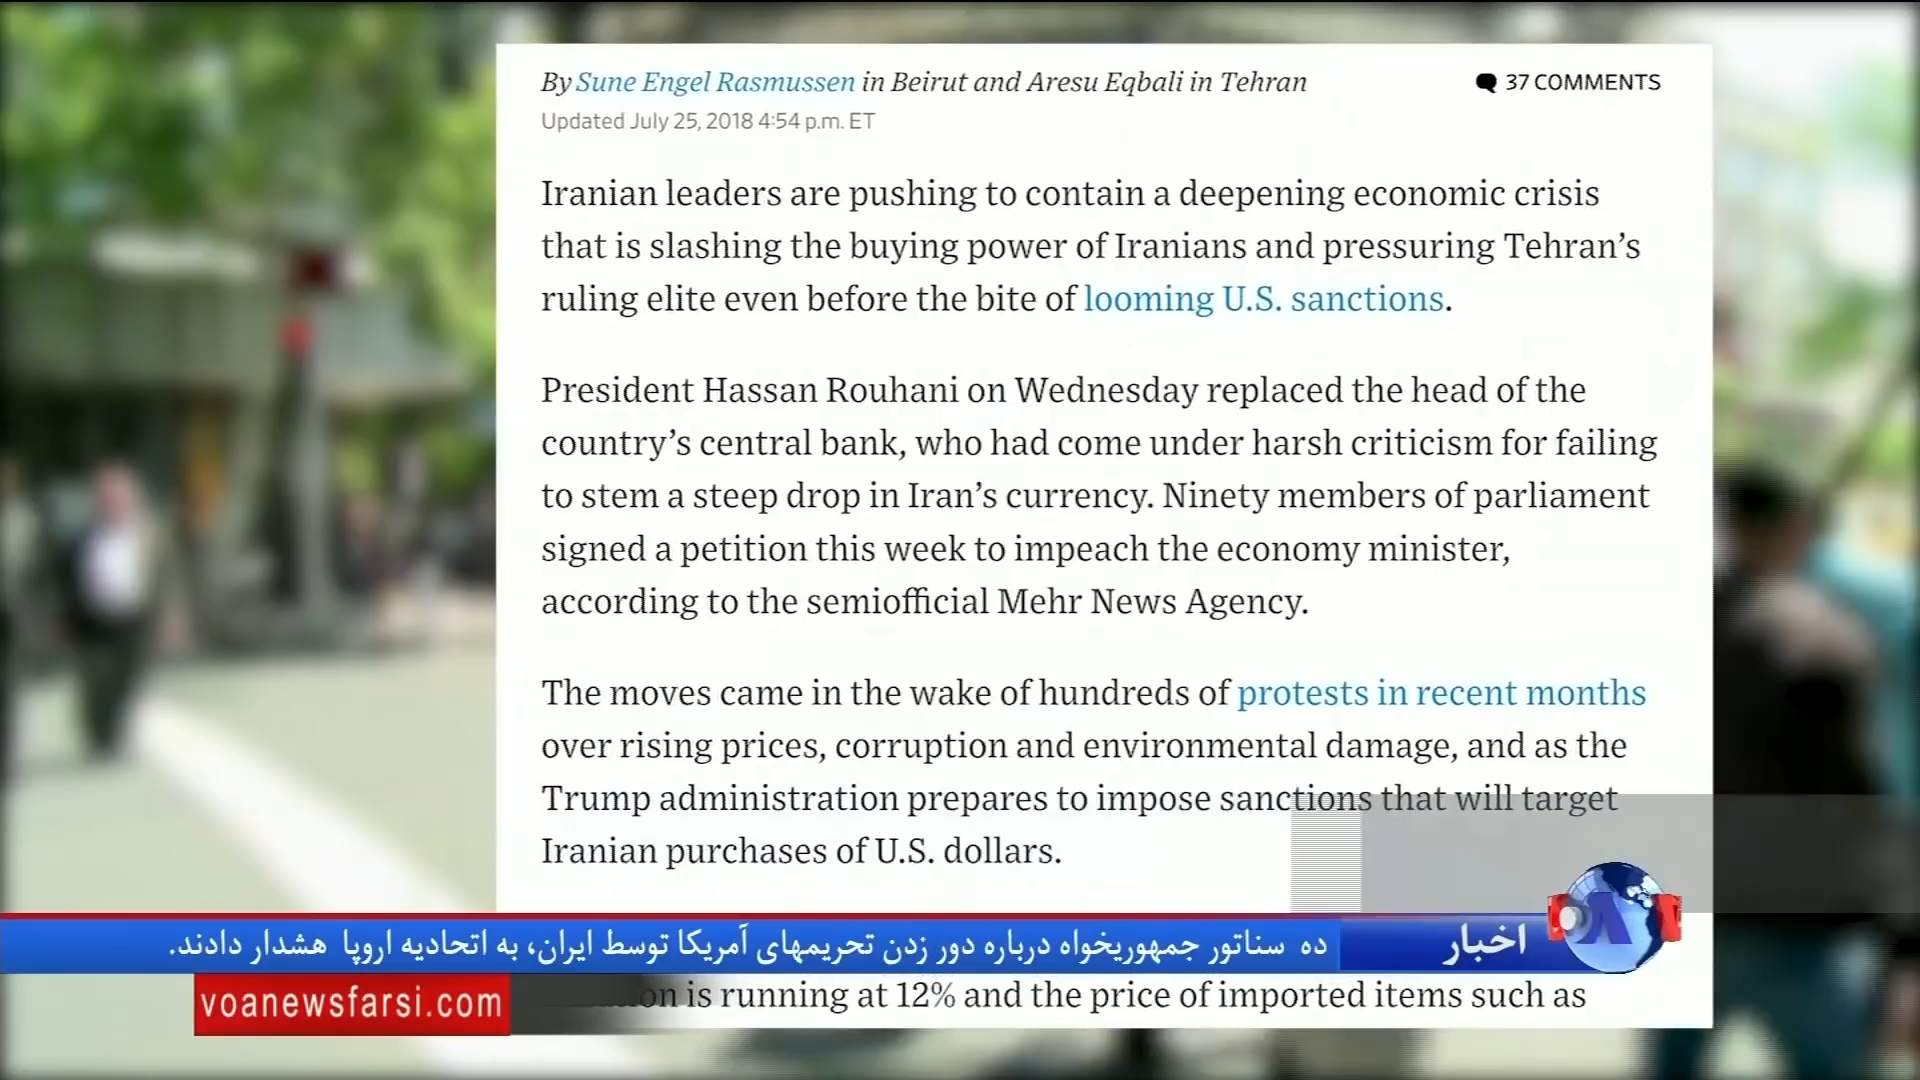 By Sune Engel Rasmussen in Beirut and Aresu Eqbali in Tehran
37 COMMENTS
Updated July 25, 2018 4:54 p.m. ET
Iranian leaders are pushing to contain a deepening economic crisis
that is slashing the buying power of Iranians and pressuring Tehran’s
ruling elite even before the bite of looming U.S. sanctions.
President Hassan Rouhani on Wednesday replaced the head of the
country’s central bank, who had come under harsh criticism for failing
to stem a steep drop in Iran’s currency. Ninety members of parliament
signed a petition this week to impeach the economy minister,
according to the semiofficial Mehr News Agency.
The moves came in the wake of hundreds of protests in recent months
over rising prices, corruption and environmental damage, and as the
Trump administration prepares to impose sanctions that will target
Iranian purchases of U.S. dollars.
اخبار
ده سناتور جمهوریخواه درباره دور زدن تحریمهای آمریکا توسط ایران، به اتحادیه اروپا هشدار دادند.
voanewsfarsi.com
is running at 12% and the price of imported items such as